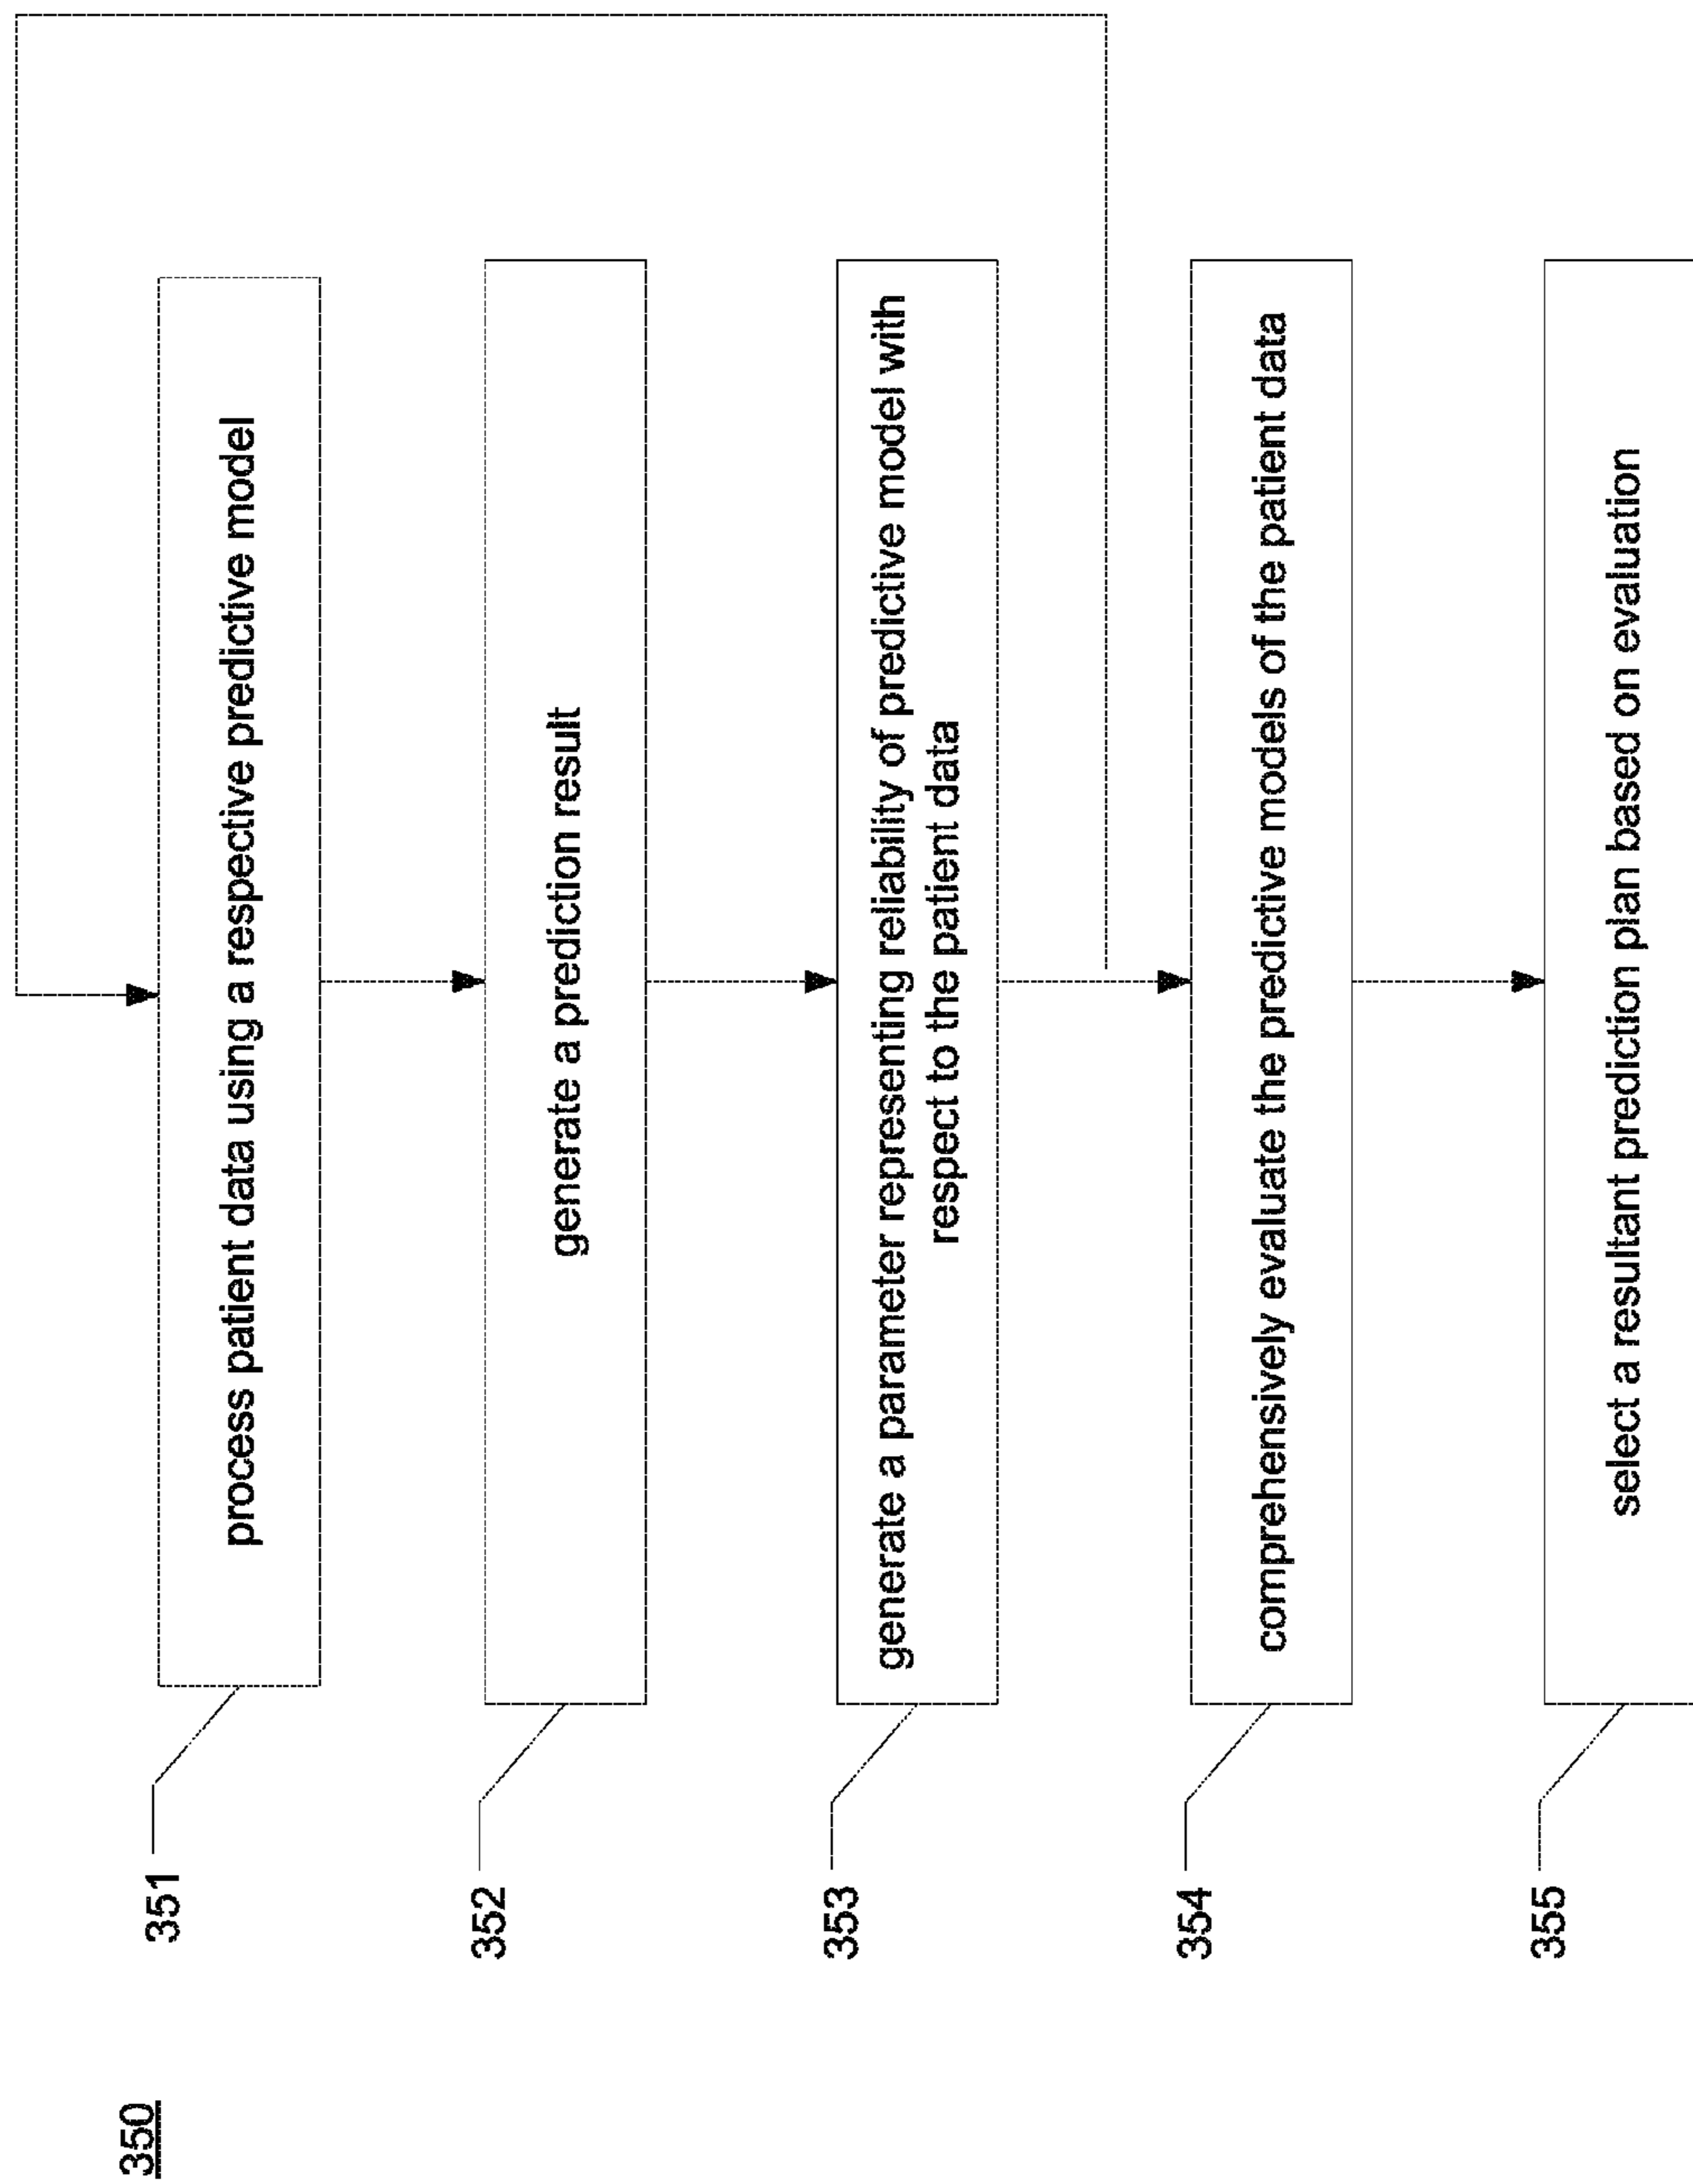 350
351
process patient data using a respective predictive model
352
generate a prediction result
353
generate a parameter representing reliability of predictive model with
respect to the patient data
354
comprehensively evaluate the predictive models of the patient data
355
select a resultant prediction plan based on evaluation